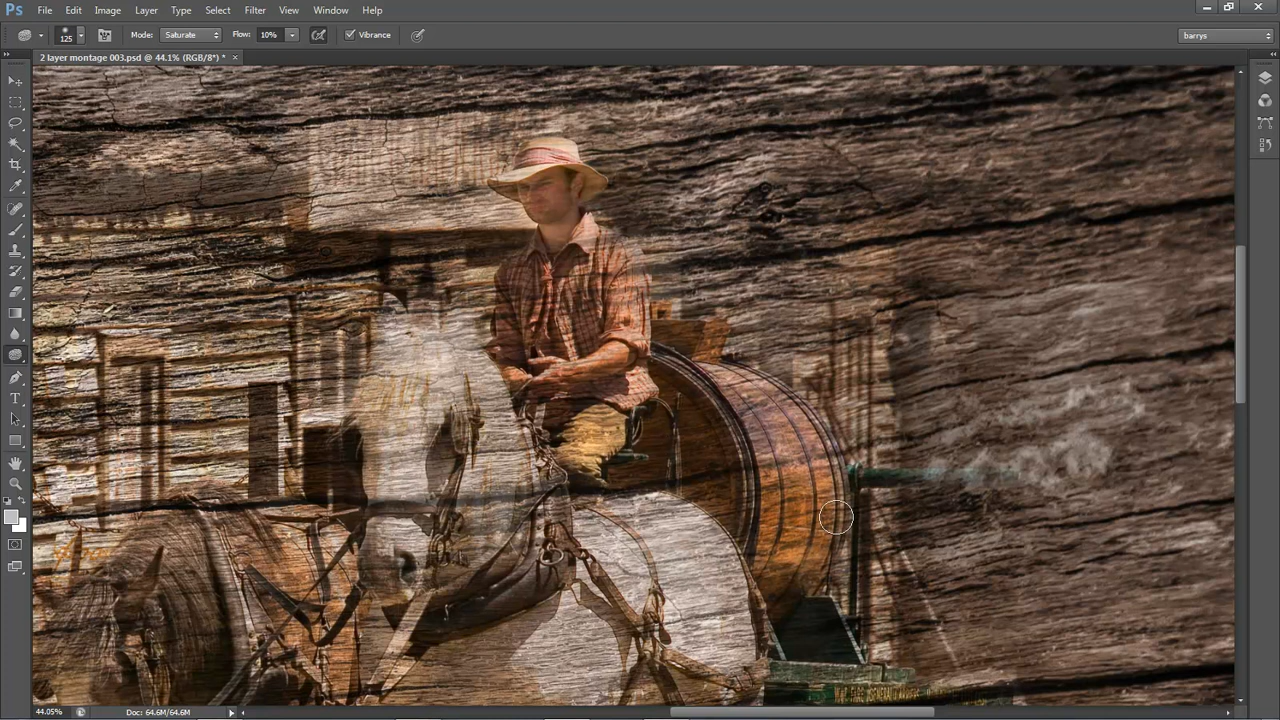 Ps File Edit Image Layer Type Select Filter View Window Help
125 Mode: Saturate Flow: 10% Vibrance barrys
2 layer montage 003.psd @ 44.1% (RGB/8*) * ×
T
44.05% Doc: 64.6M/64.6M